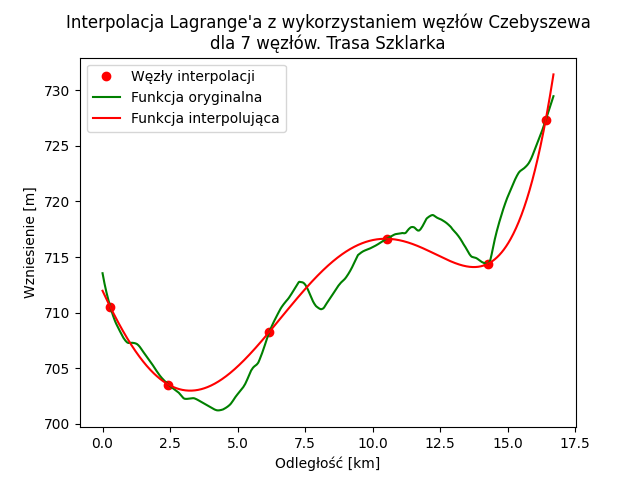 Interpolacja Lagrange'a z wykorzystaniem węzłów Czebyszewa
dla 7 węzłów. Trasa Szklarka
Węzły interpolacji
Funkcja oryginalna
Funkcja interpolująca
Wzniesienie [m]
730
725
720
715
710
705
700
0.0 2.5 5.0 7.5 10.0 12.5 15.0 17.5
Odległość [km]